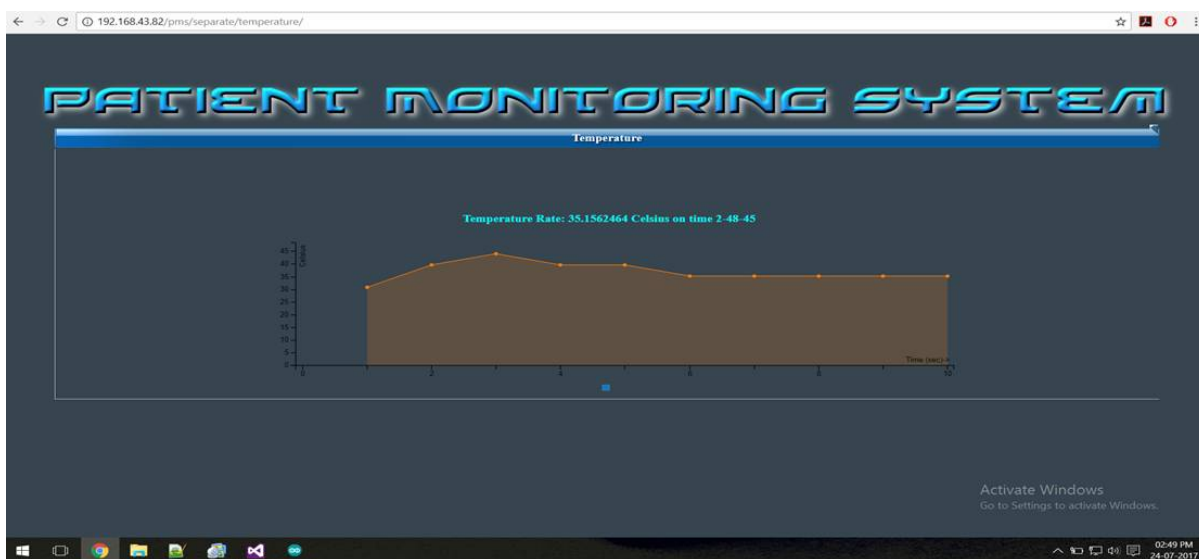 192.168.43.82/pms/separate/temperature/
PATIENT MONITORING SYSTEM
Temperature
Temperature Rate: 35.1562464 Celsius on time 2-48-45
Celsius
45
40
35
30
25
20
15
10
5
0
Time (sec)->
0 2 4 6 8 10
Activate Windows
Go to Settings to activate Windows.
02:49 PM
24-07-2017